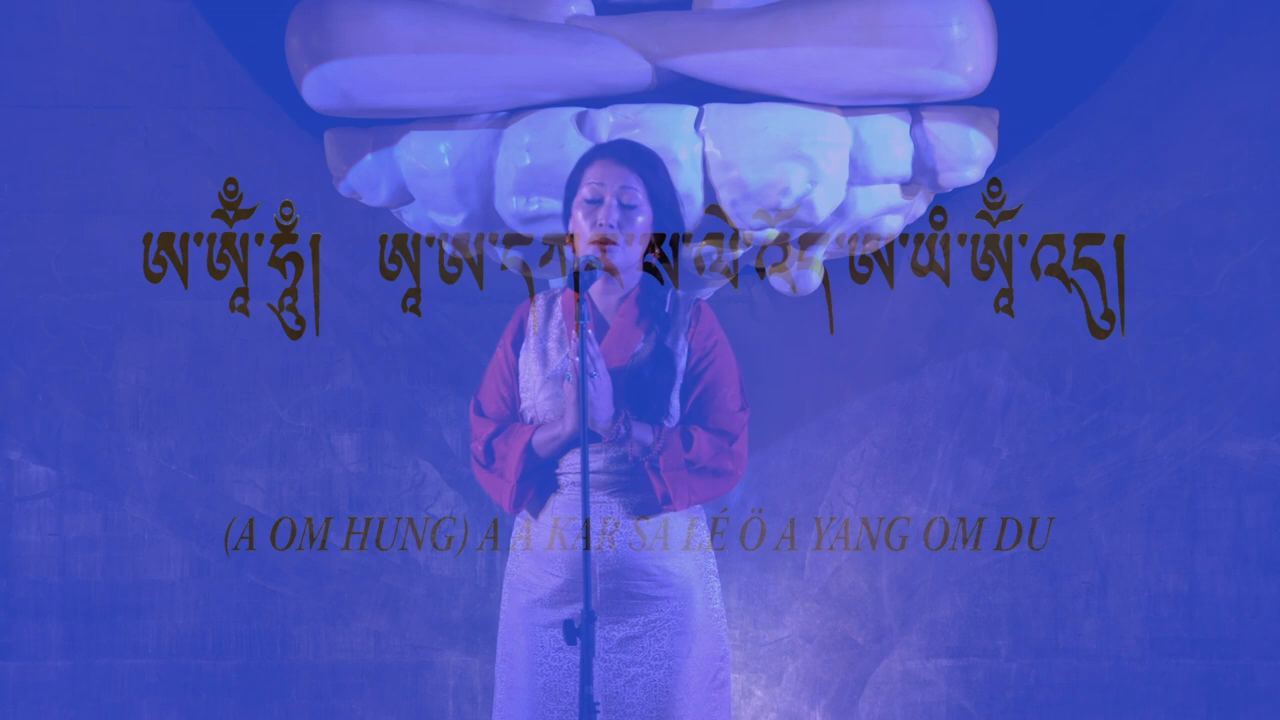 ཨ་ཨཱོྃ་ཧཱུྃ། ཨཱ་ཨ་དཀར་ས་ལེ་འོད་ཨ་ཡཾ་ཨཱོྃ་འདུ།
(A OM HUNG) A A KAR SA LÉ Ö A YANG OM DU